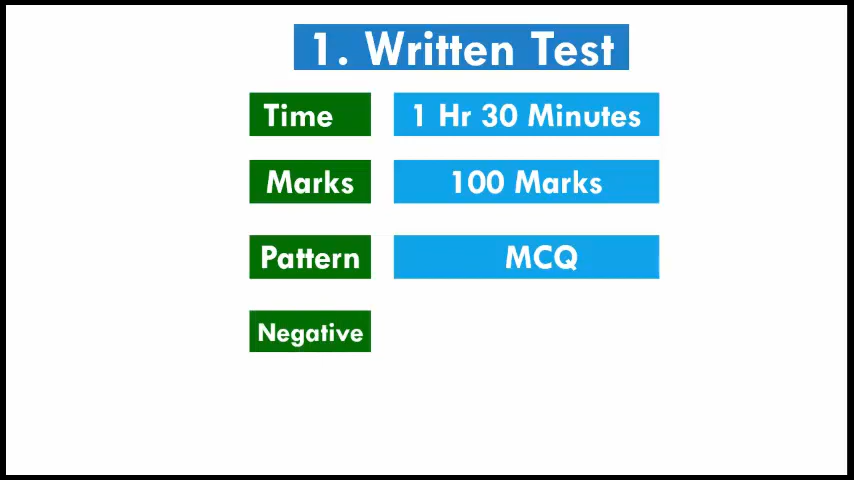 1. Written Test
Time 1 Hr 30 Minutes
Marks 100 Marks
Pattern MCQ
Negative